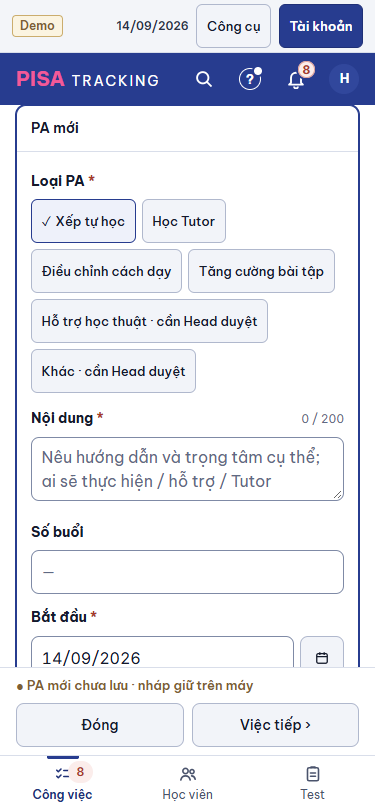 Demo
14/09/2026
Công cụ
Tài khoản
PISA TRACKING
?
8
H
PA mới
Loại PA *
✓ Xếp tự học
Học Tutor
Điều chỉnh cách dạy
Tăng cường bài tập
Hỗ trợ học thuật · cần Head duyệt
Khác · cần Head duyệt
Nội dung *
0 / 200
Nêu hướng dẫn và trọng tâm cụ thể;
ai sẽ thực hiện / hỗ trợ / Tutor
Số buổi
—
Bắt đầu *
14/09/2026
● PA mới chưa lưu · nháp giữ trên máy
Đóng
Việc tiếp ›
8
Công việc
Học viên
Test